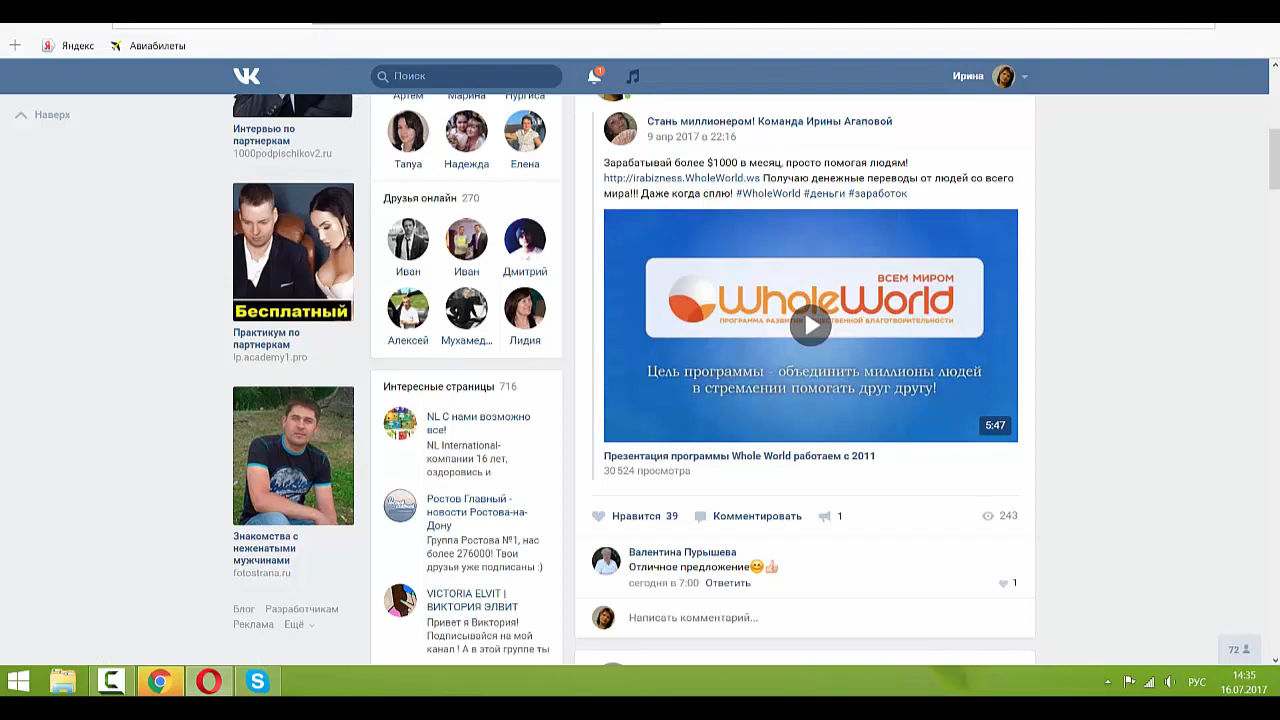 Яндекс
Авиабилеты
Поиск
1
Ирина
Наверх
Интервью по
партнеркам
1000podpischikov2.ru
Бесплатный
Практикум по
партнеркам
lp.academy1.pro
Знакомства с
неженатыми
мужчинами
fotostrana.ru
Блог Разработчикам
Реклама Ещё
Артём Марина Нургиса
Tanya Надежда Елена
Друзья онлайн 270
Иван Иван Дмитрий
Алексей Мухамед... Лидия
Интересные страницы 716
NL С нами возможно
все!
NL International-
компании 16 лет,
оздоровись и
Ростов Главный -
новости Ростова-на-
Дону
Группа Ростова №1, нас
более 276000! Твои
друзья уже подписаны :)
VICTORIA ELVIT |
ВИКТОРИЯ ЭЛВИТ
Привет я Виктория!
Подписывайся на мой
канал ! А в этой группе ты
Стань миллионером! Команда Ирины Агаповой
9 апр 2017 в 22:16
Зарабатывай более $1000 в месяц, просто помогая людям!
http://irabizness.WholeWorld.ws Получаю денежные переводы от людей со всего
мира!!! Даже когда сплю! #WholeWorld #деньги #заработок
ВСЕМ МИРОМ
WholeWorld
Цель программы - объединить миллионы людей
в стремлении помогать друг другу!
5:47
Презентация программы Whole World работаем с 2011
30 524 просмотра
Нравится 39 Комментировать 1 243
Валентина Пурышева
Отличное предложение😊👍
сегодня в 7:00 Ответить 1
Написать комментарий...
72
РУС
14:35
16.07.2017